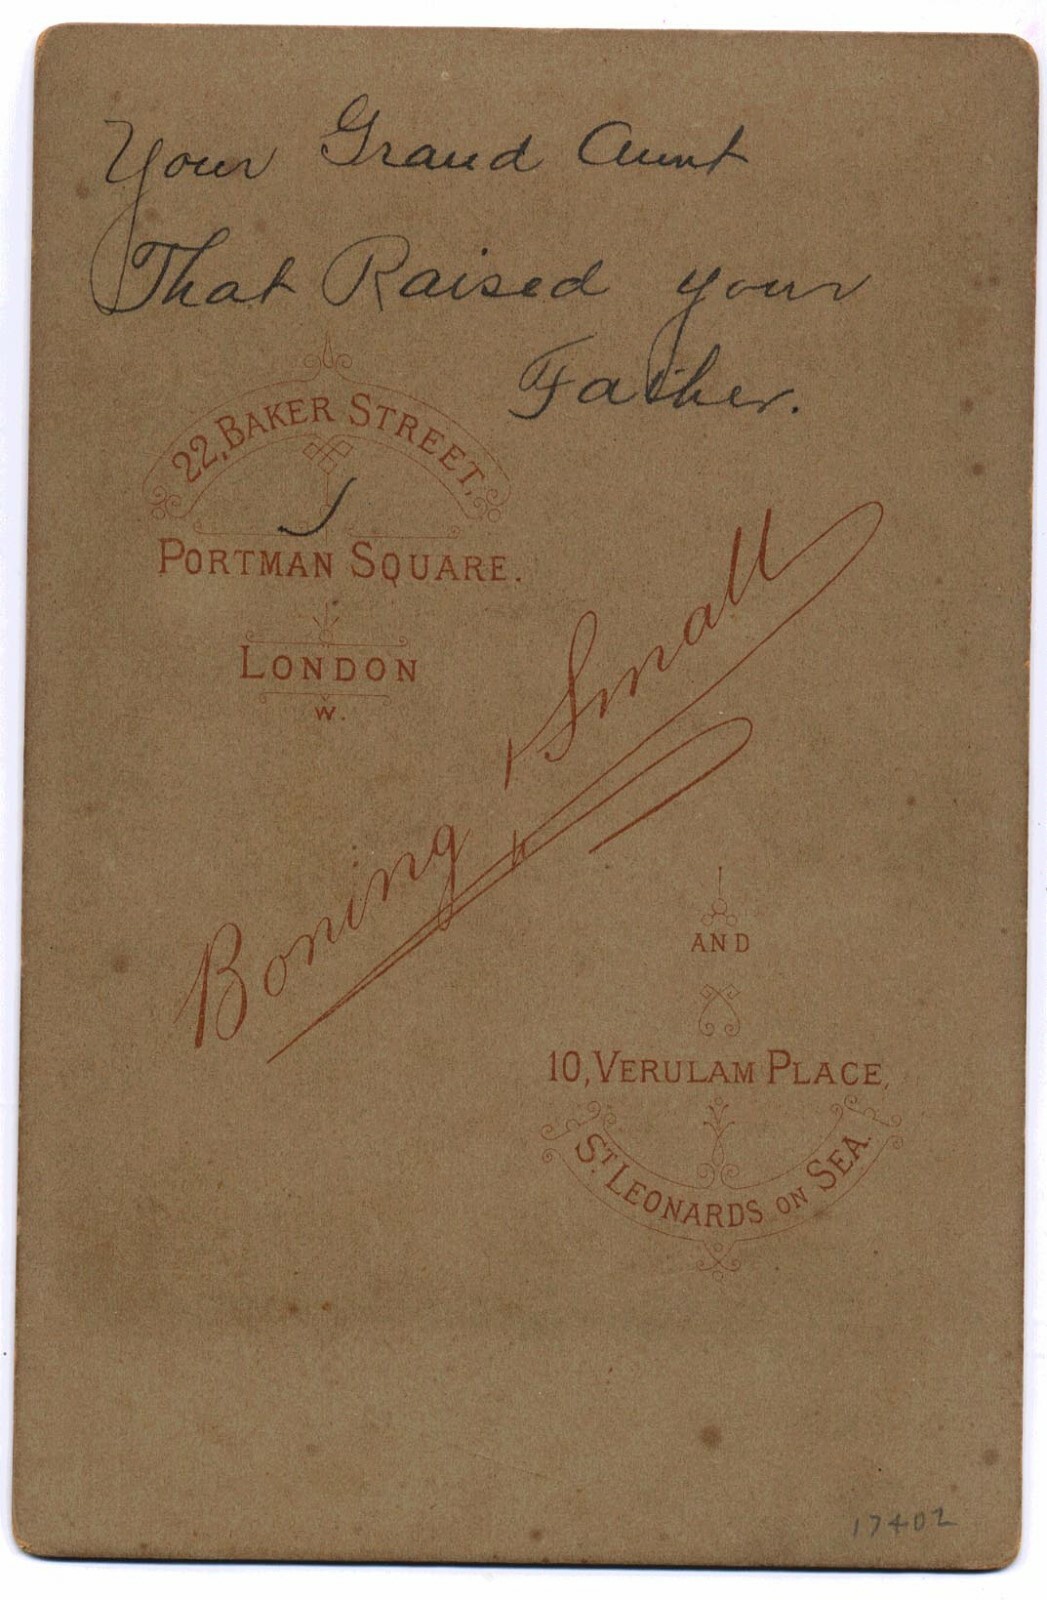 Your Grand Aunt
That Raised your
Father.
22, BAKER STREET,
PORTMAN SQUARE.
LONDON
W.
Boning & Small
AND
10, VERULAM PLACE,
ST LEONARDS ON SEA.
17402